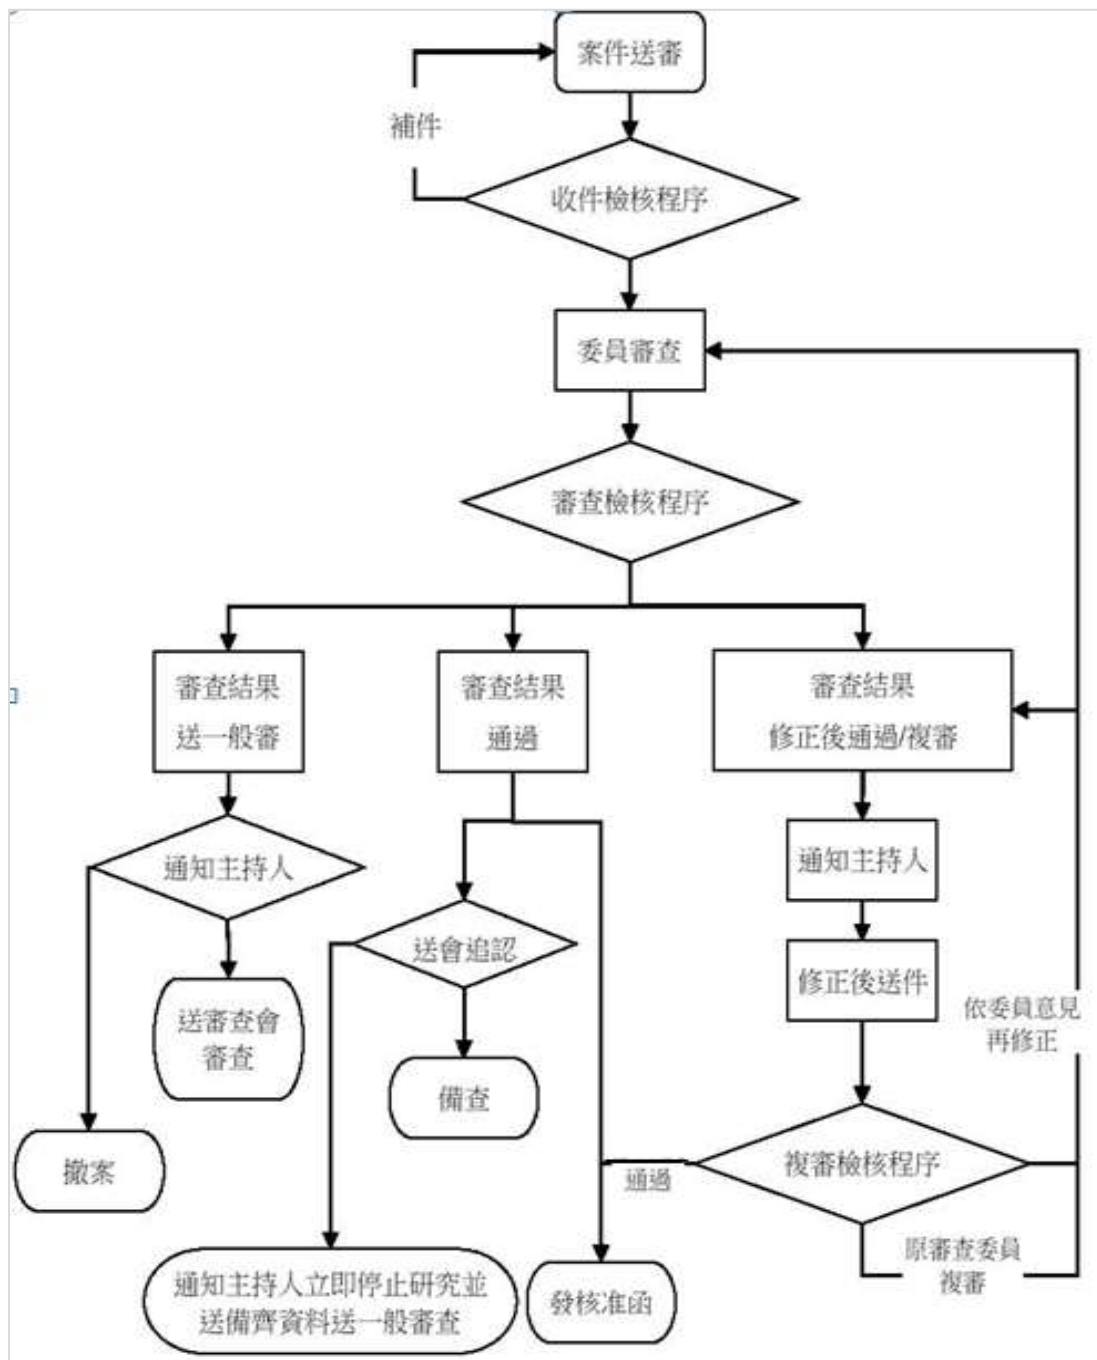 案件送審
補件
收件檢核程序
委員審查
審查檢核程序
審查結果
送一般審
審查結果
通過
審查結果
修正後通過/複審
通知主持人
通知主持人
送會追認
修正後送件
送審查會
審查
依委員意見
再修正
備查
撤案
複審檢核程序
通過
原審查委員
複審
通知主持人立即停止研究並
送備齊資料送一般審查
發核准函